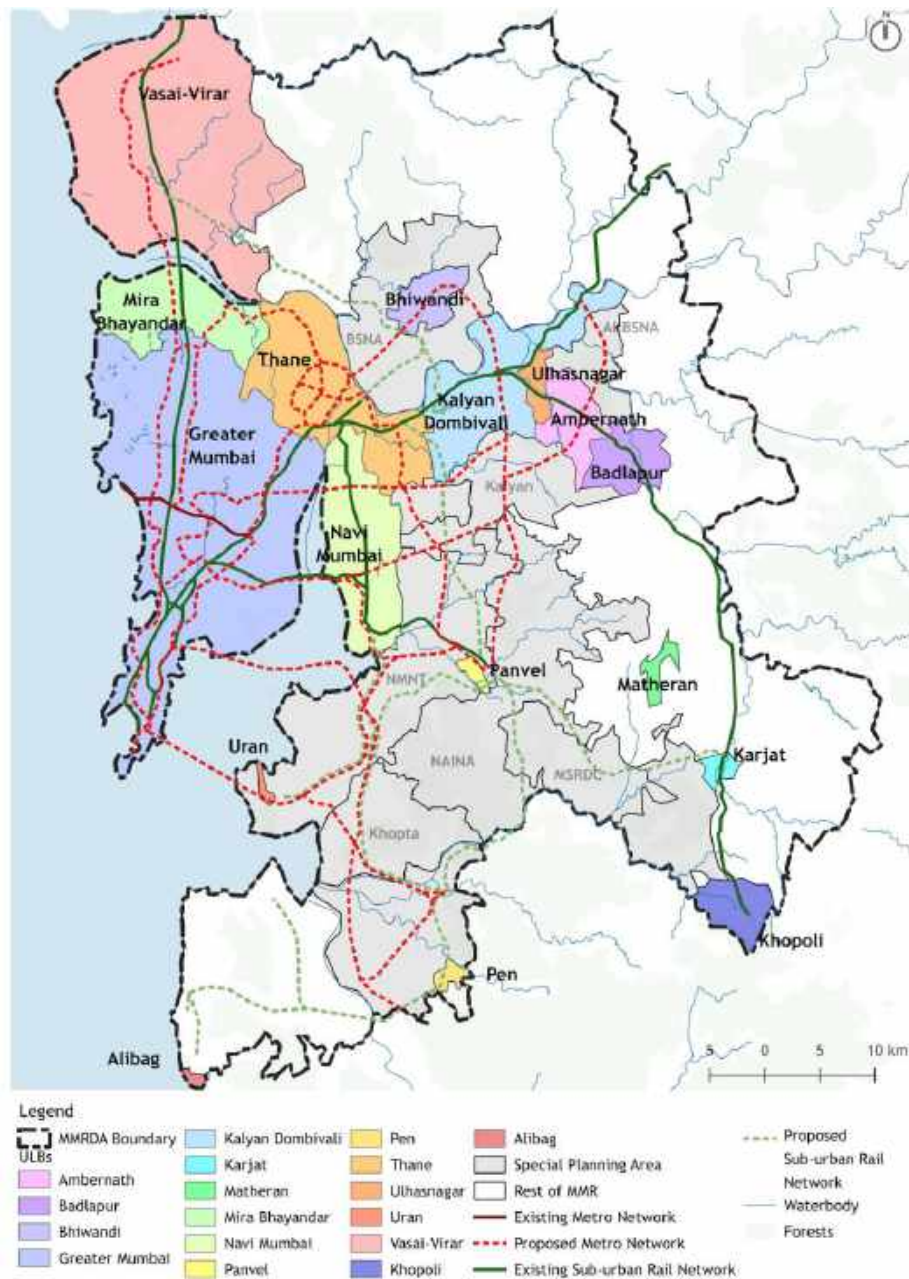 N
Vasai-Virar
Mira
Bhayandar
Bhiwandi
BSNA
AKBSNA
Thane
Ulhasnagar
Kalyan
Dombivali
Ambernath
Greater
Mumbai
Badlapur
Kalyan
Navi
Mumbai
Panvel
NMNT
Matheran
Uran
NAINA
MSRDC
Karjat
Khopta
Khopoli
Pen
Alibag
5 0 5 10 km
Legend
MMRDA Boundary
ULBs
Ambernath
Badlapur
Bhiwandi
Greater Mumbai
Kalyan Dombivali
Karjat
Matheran
Mira Bhayandar
Navi Mumbai
Panvel
Pen
Thane
Ulhasnagar
Uran
Vasai-Virar
Khopoli
Alibag
Special Planning Area
Rest of MMR
Existing Metro Network
Proposed Metro Network
Existing Sub-urban Rail Network
Proposed
Sub-urban Rail
Network
Waterbody
Forests